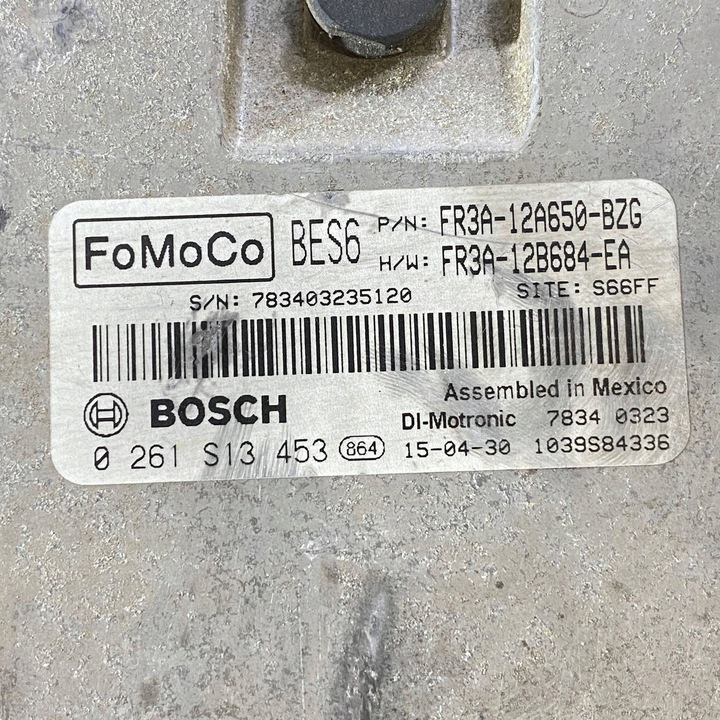 FoMoCo BES6 P/N: FR3A-12A650-BZG
H/W: FR3A-12B684-EA
S/N: 783403235120 SITE: S66FF
Assembled in Mexico
BOSCH DI-Motronic 7834 0323
0 261 S13 453 864 15-04-30 1039S84336